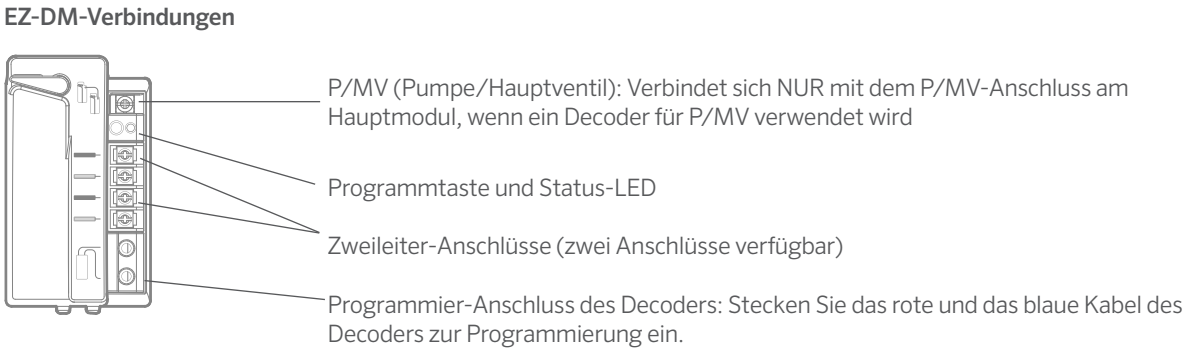 EZ-DM-Verbindungen
P/MV (Pumpe/Hauptventil): Verbindet sich NUR mit dem P/MV-Anschluss am
Hauptmodul, wenn ein Decoder für P/MV verwendet wird
Programmtaste und Status-LED
Zweileiter-Anschlüsse (zwei Anschlüsse verfügbar)
Programmier-Anschluss des Decoders: Stecken Sie das rote und das blaue Kabel des
Decoders zur Programmierung ein.